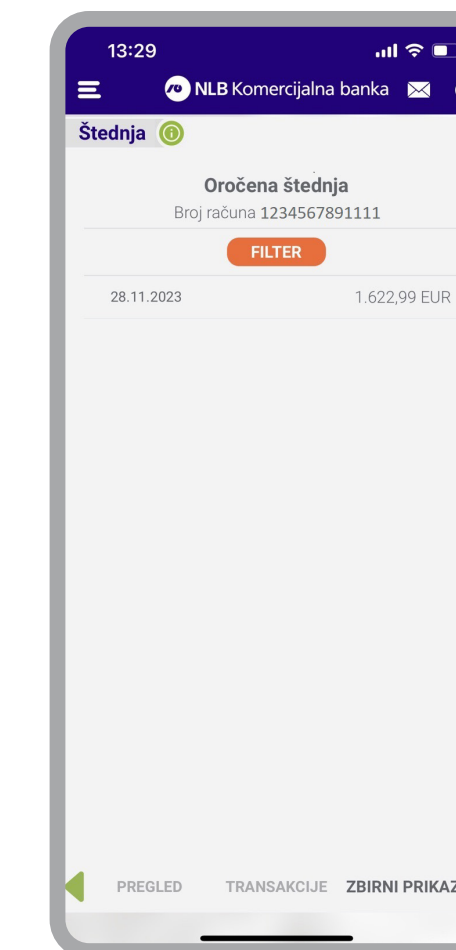 13:29
NLB Komercijalna banka
Štednja
Oročena štednja
Broj računa 1234567891111
FILTER
28.11.2023 1.622,99 EUR
PREGLED TRANSAKCIJE ZBIRNI PRIKAZ